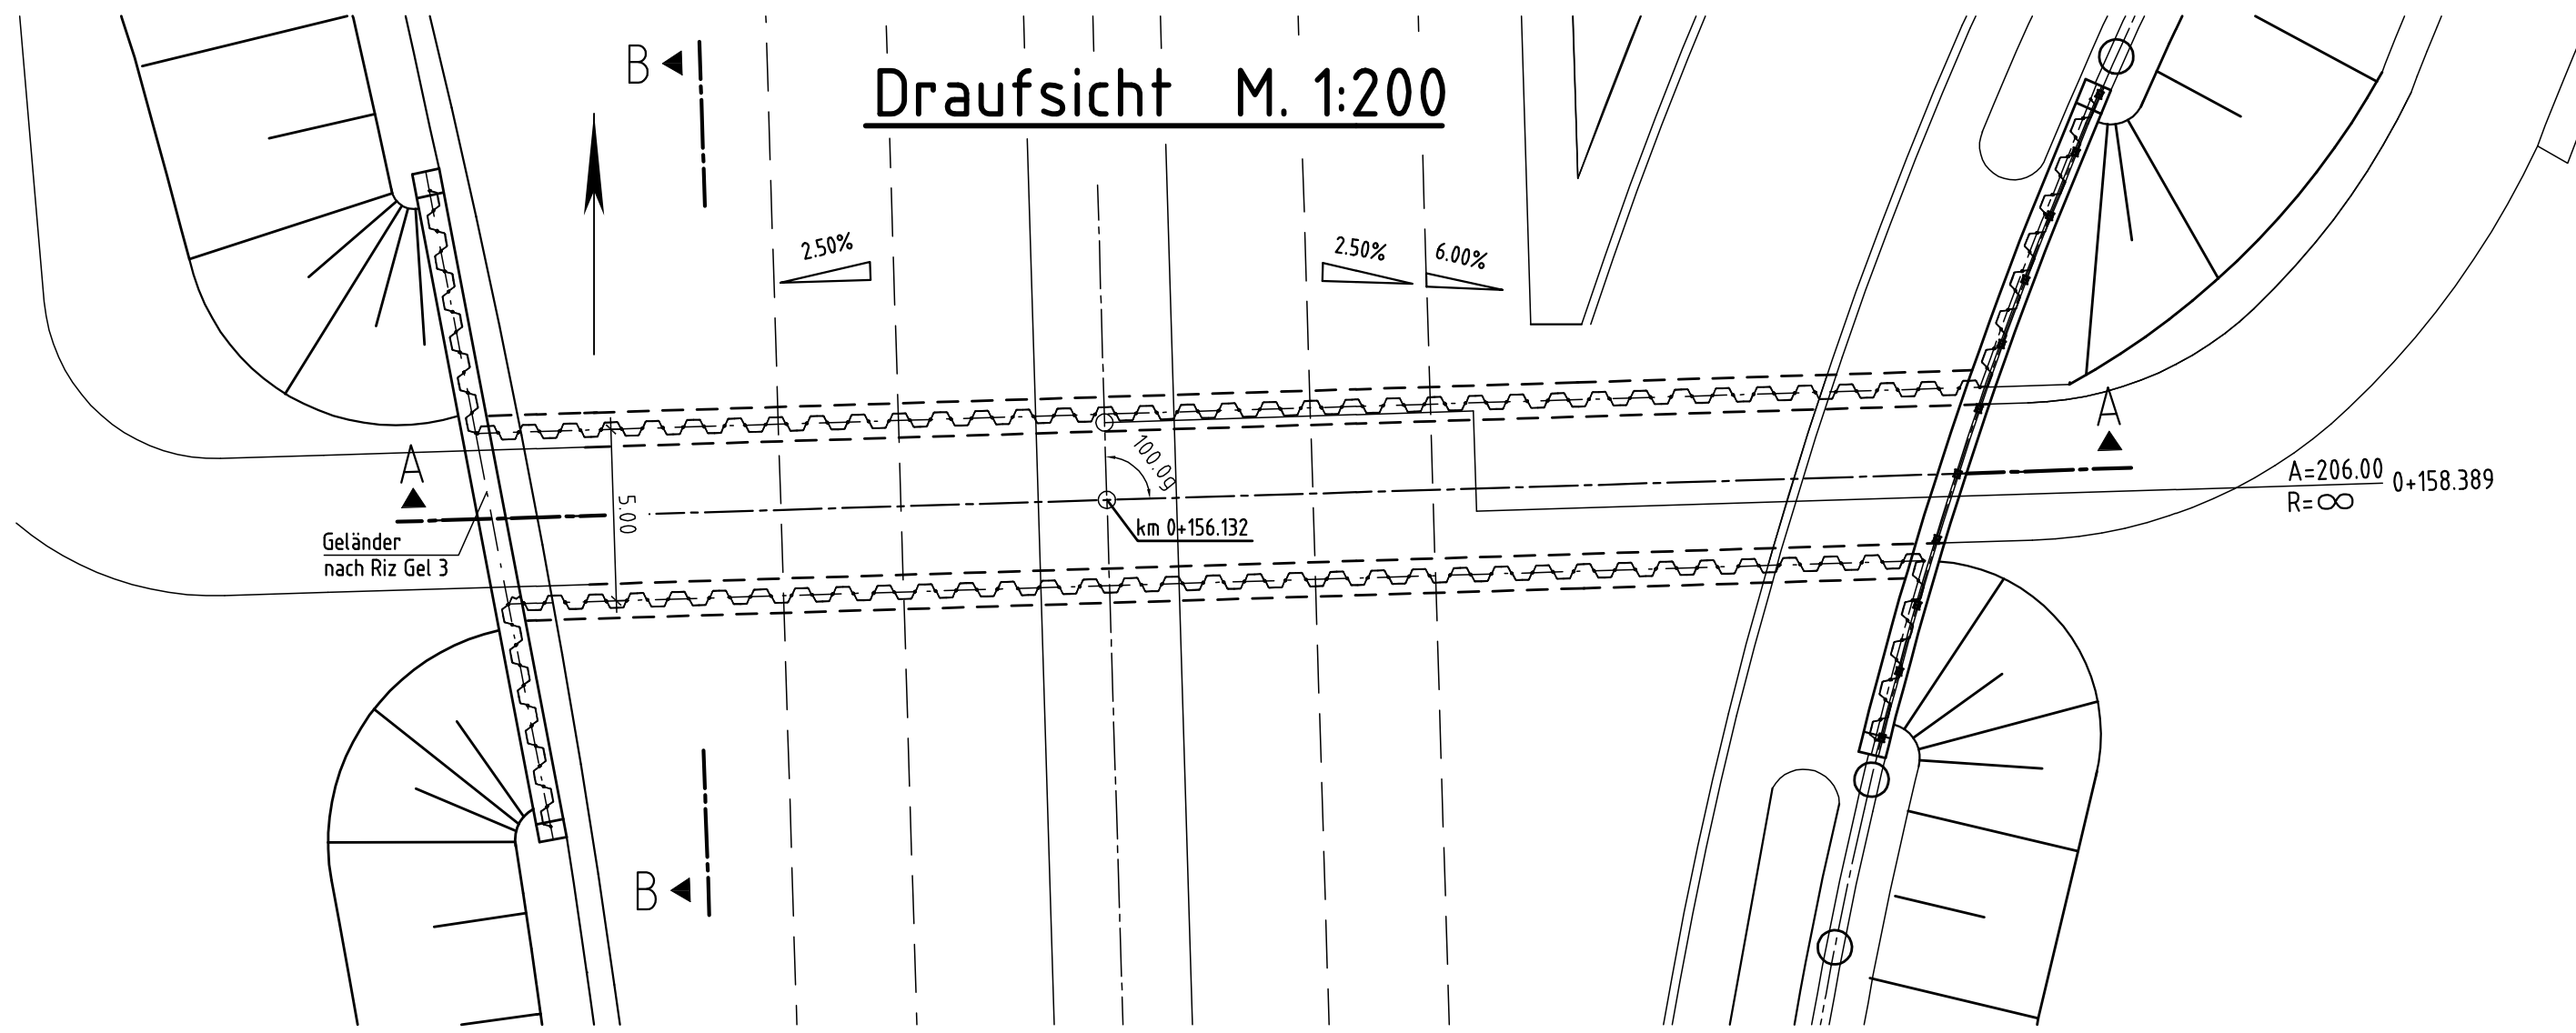 B
Draufsicht M. 1:200
2.50%
2.50%
6.00%
A
A
100.0g
A=206.00
R=∞
0+158.389
5.00
km 0+156.132
Geländer
nach Riz Gel 3
B